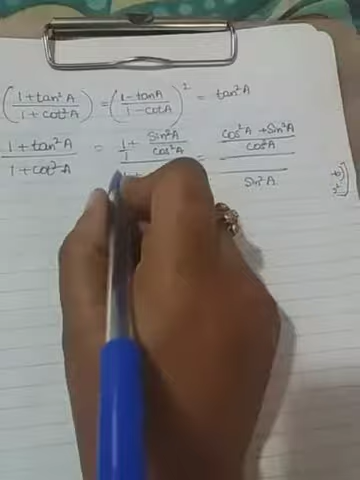 (1+tan²A / 1+cot²A) = (1-tanA / 1-cotA)² = tan²A
1+tan²A / 1+cot²A = 1/1 + Sin²A/cos²A = cos²A+Sin²A / cos²A
Sin²A